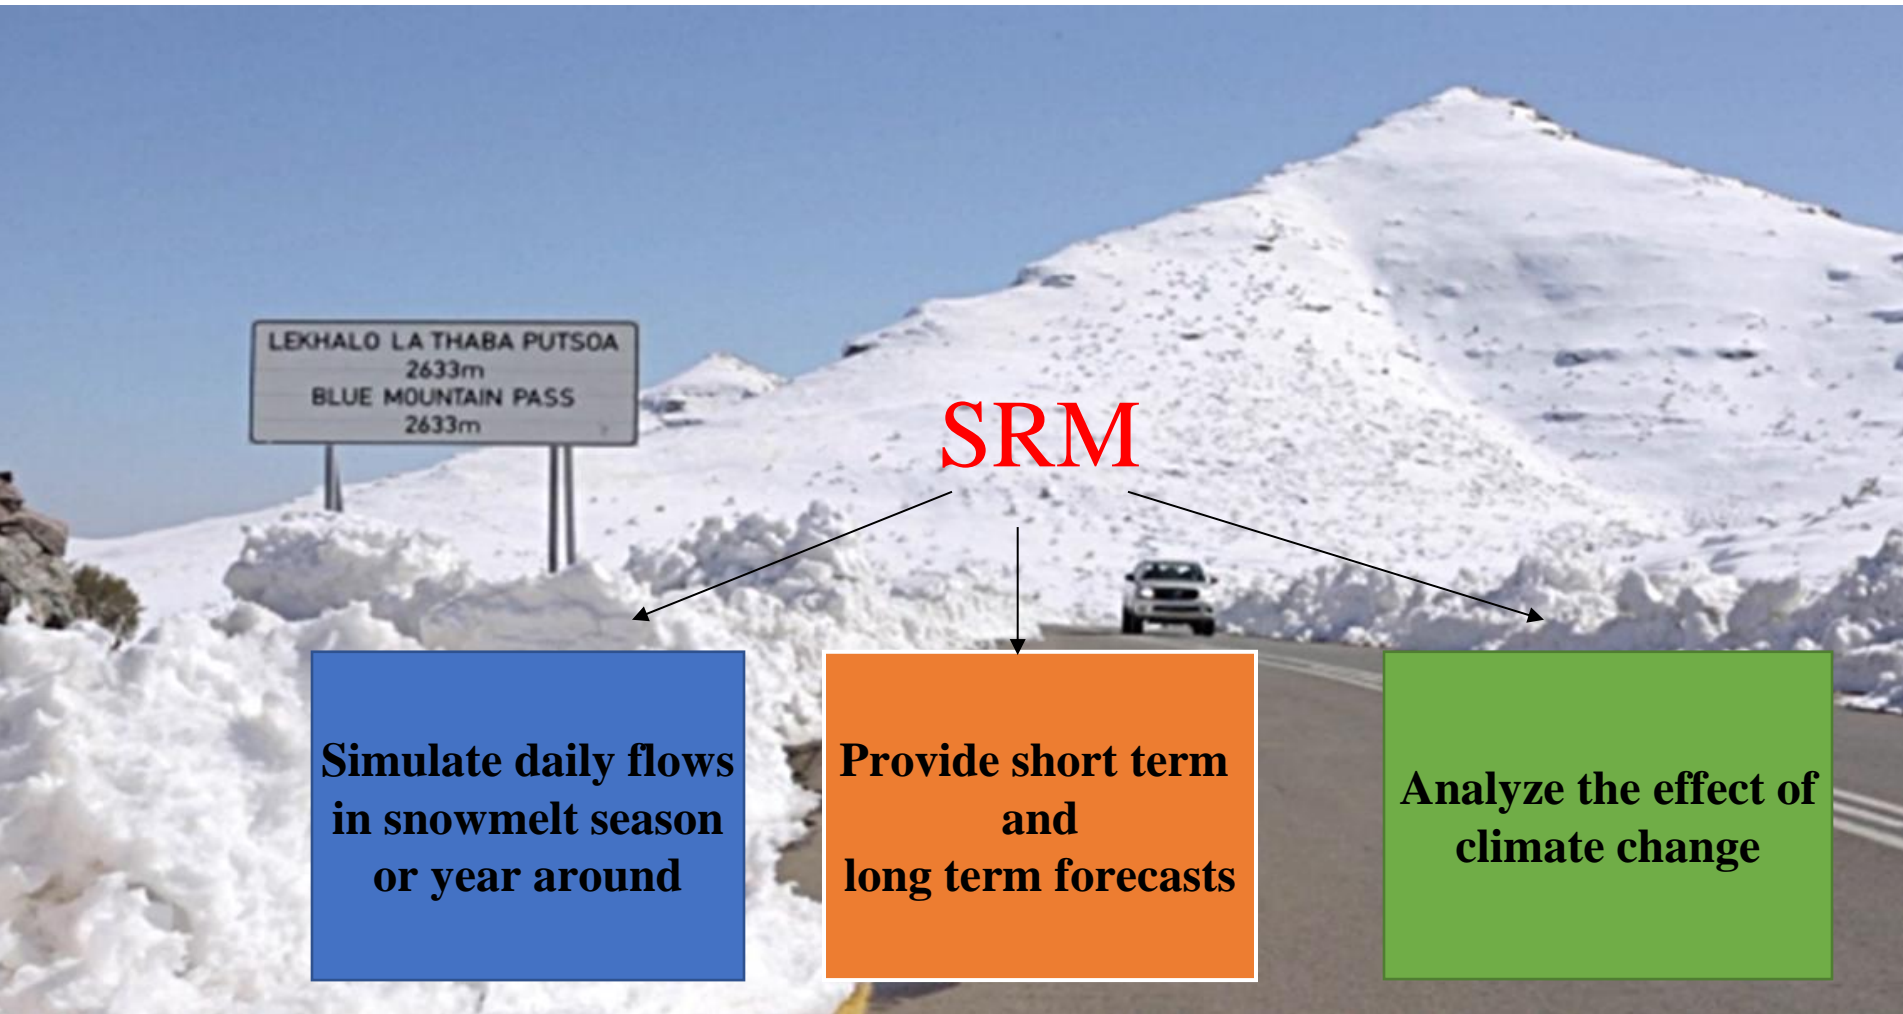 LEKHALO LA THABA PUTSOA
2633m
BLUE MOUNTAIN PASS
2633m
SRM
Simulate daily flows
in snowmelt season
or year around
Provide short term
and
long term forecasts
Analyze the effect of
climate change